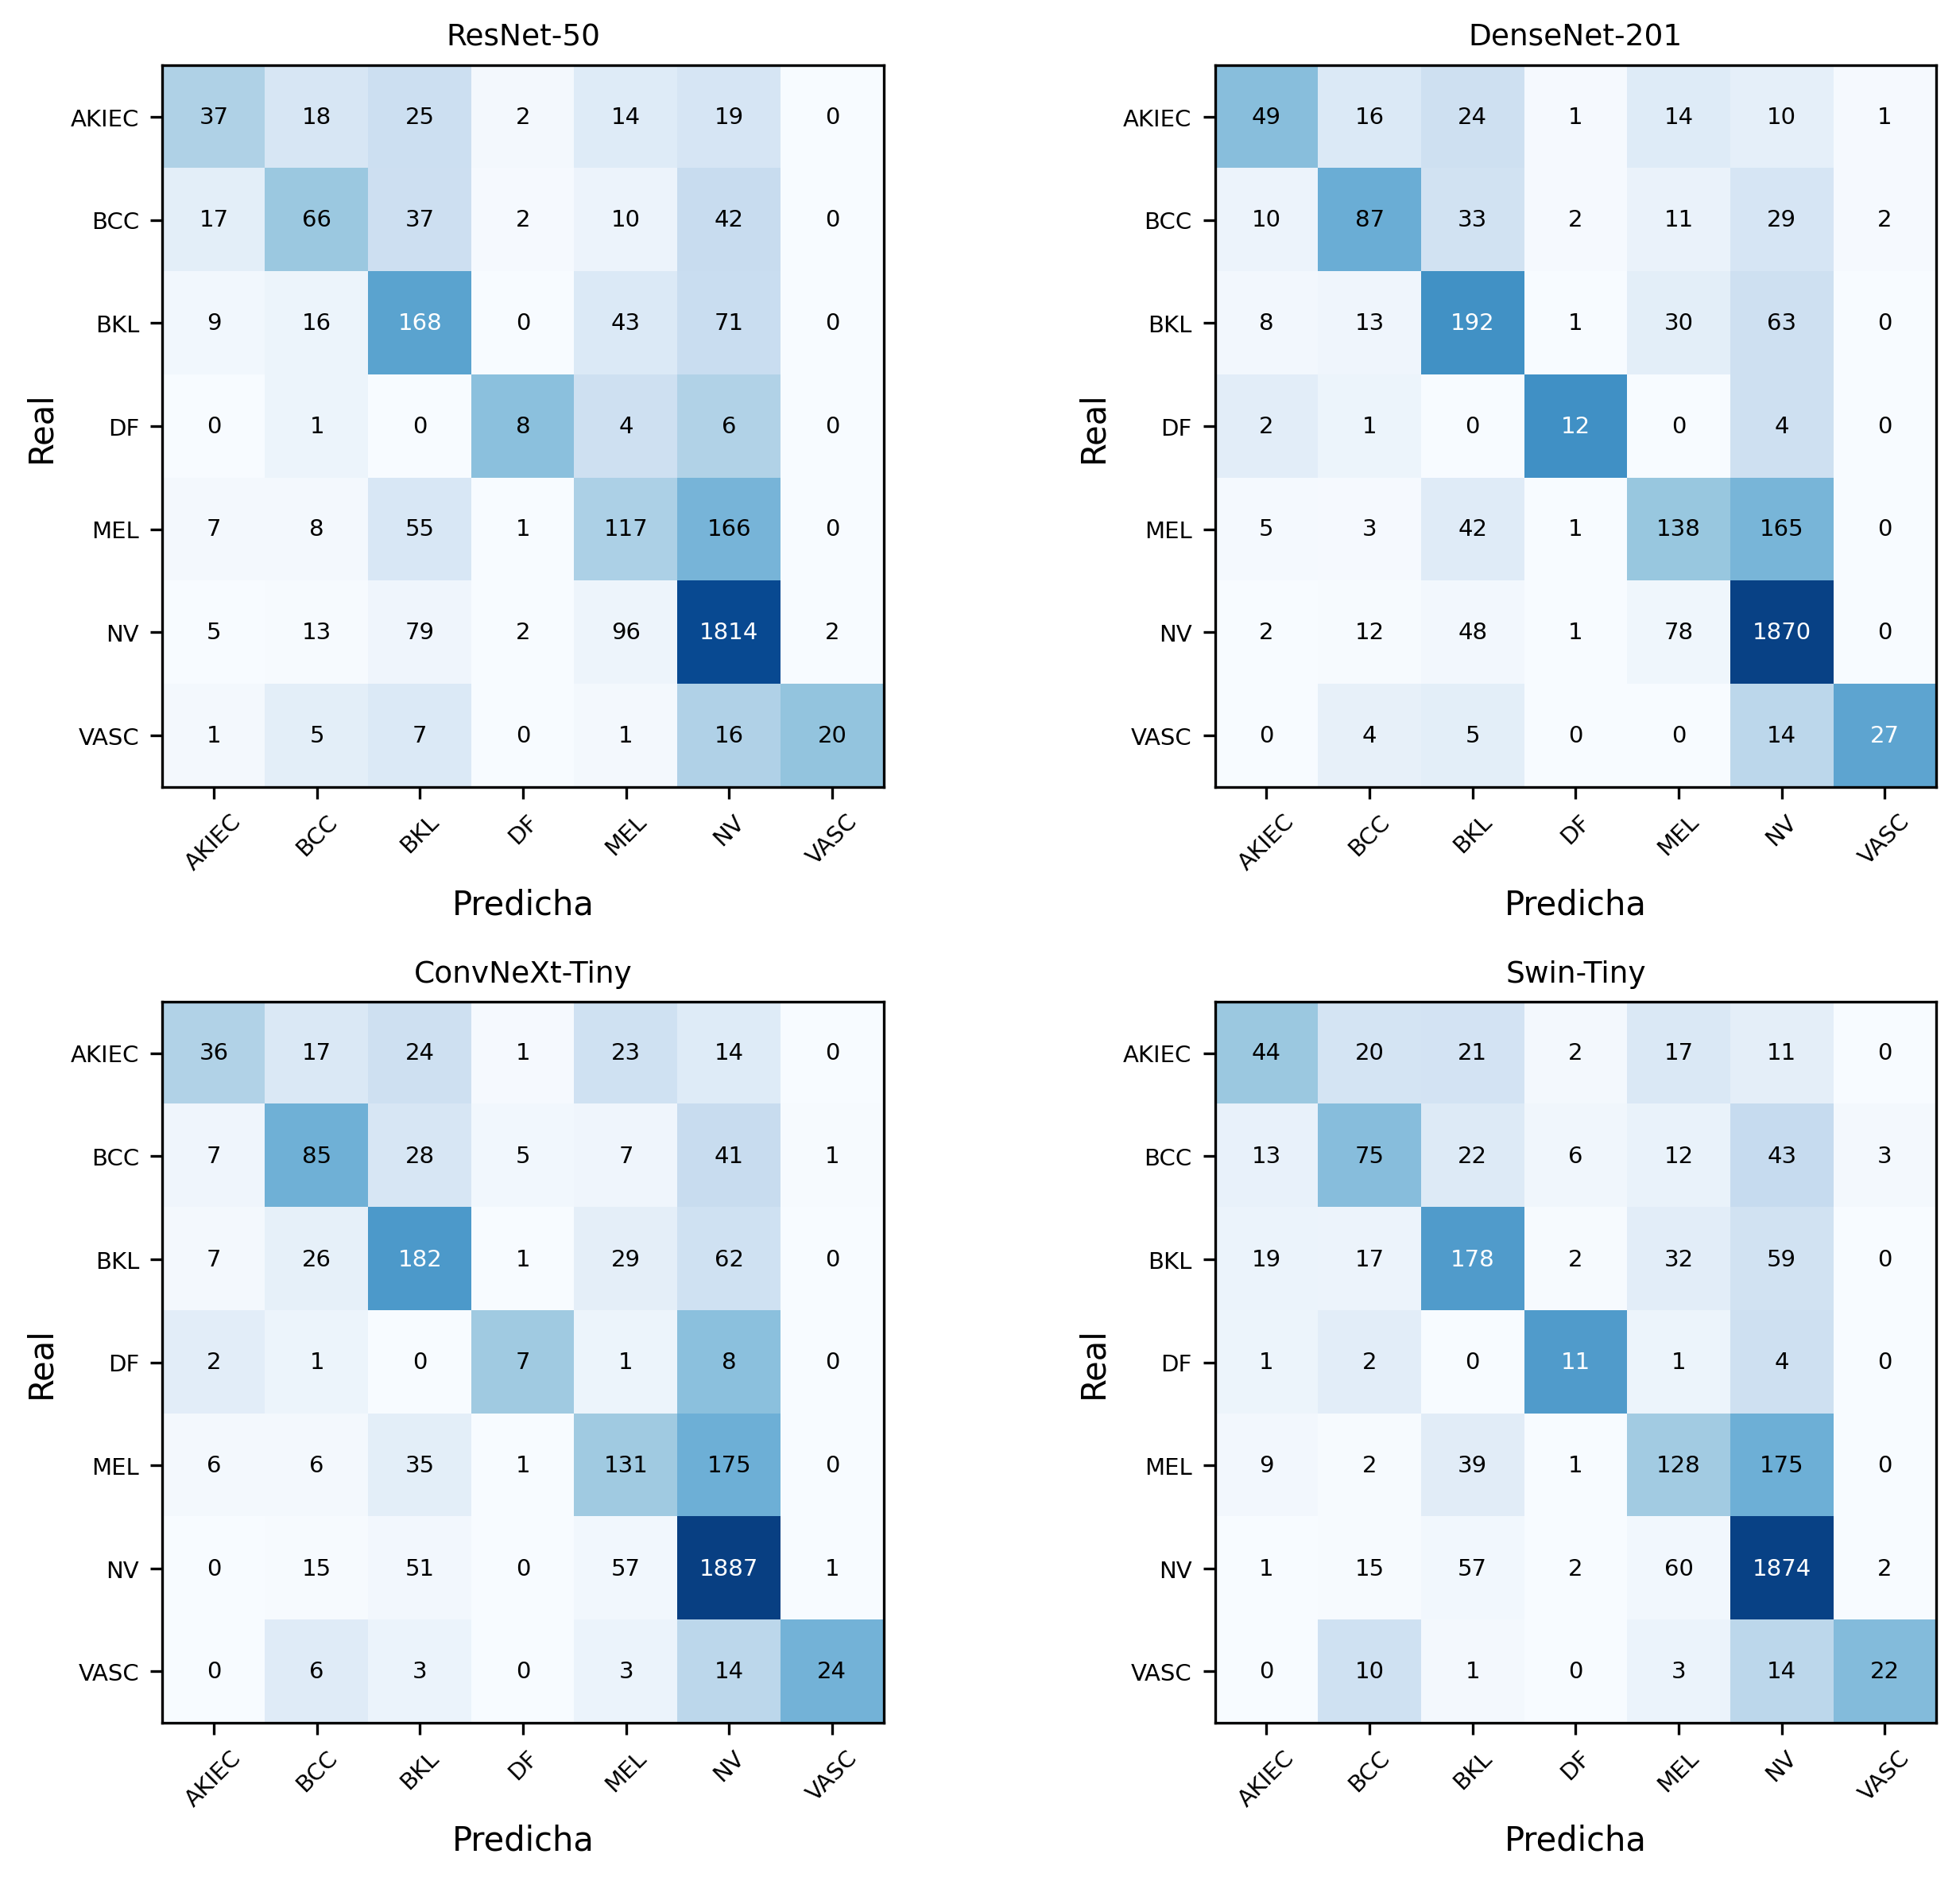 ResNet-50
AKIEC 37 18 25 2 14 19 0
BCC 17 66 37 2 10 42 0
BKL 9 16 168 0 43 71 0
DF 0 1 0 8 4 6 0
MEL 7 8 55 1 117 166 0
NV 5 13 79 2 96 1814 2
VASC 1 5 7 0 1 16 20
AKIEC BCC BKL DF MEL NV VASC
Real
Predicha
DenseNet-201
AKIEC 49 16 24 1 14 10 1
BCC 10 87 33 2 11 29 2
BKL 8 13 192 1 30 63 0
DF 2 1 0 12 0 4 0
MEL 5 3 42 1 138 165 0
NV 2 12 48 1 78 1870 0
VASC 0 4 5 0 0 14 27
AKIEC BCC BKL DF MEL NV VASC
Real
Predicha
ConvNeXt-Tiny
AKIEC 36 17 24 1 23 14 0
BCC 7 85 28 5 7 41 1
BKL 7 26 182 1 29 62 0
DF 2 1 0 7 1 8 0
MEL 6 6 35 1 131 175 0
NV 0 15 51 0 57 1887 1
VASC 0 6 3 0 3 14 24
AKIEC BCC BKL DF MEL NV VASC
Real
Predicha
Swin-Tiny
AKIEC 44 20 21 2 17 11 0
BCC 13 75 22 6 12 43 3
BKL 19 17 178 2 32 59 0
DF 1 2 0 11 1 4 0
MEL 9 2 39 1 128 175 0
NV 1 15 57 2 60 1874 2
VASC 0 10 1 0 3 14 22
AKIEC BCC BKL DF MEL NV VASC
Real
Predicha